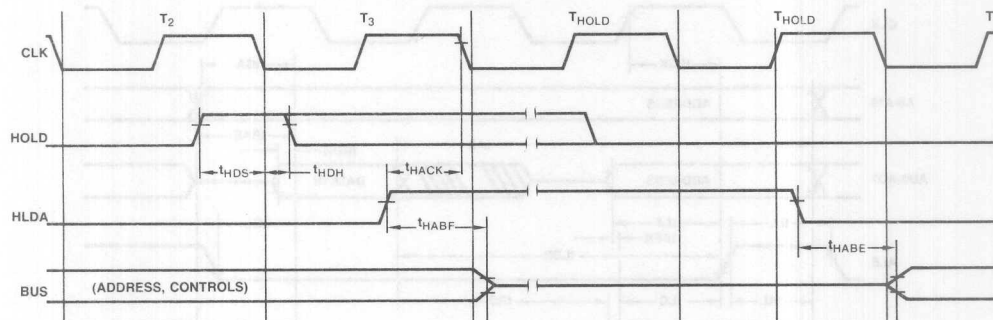 T2 T3 THOLD THOLD T
CLK
HOLD
tHDS tHDH tHACK
HLDA
tHABF tHABE
BUS (ADDRESS, CONTROLS)